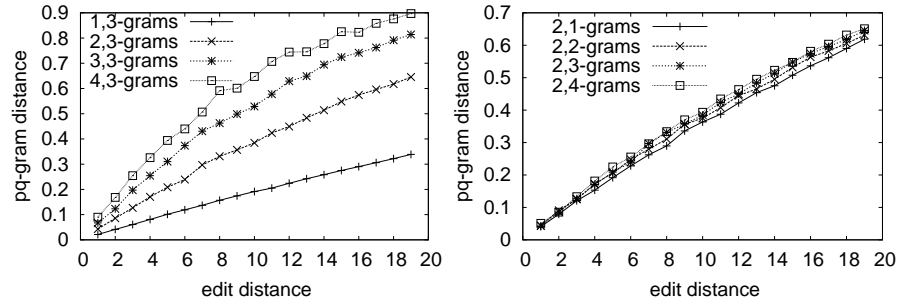 pq-gram distance
0.9
0.8
0.7
0.6
0.5
0.4
0.3
0.2
0.1
0
1,3-grams
2,3-grams
3,3-grams
4,3-grams
0 2 4 6 8 10 12 14 16 18 20
edit distance
pq-gram distance
0.7
0.6
0.5
0.4
0.3
0.2
0.1
0
2,1-grams
2,2-grams
2,3-grams
2,4-grams
0 2 4 6 8 10 12 14 16 18 20
edit distance